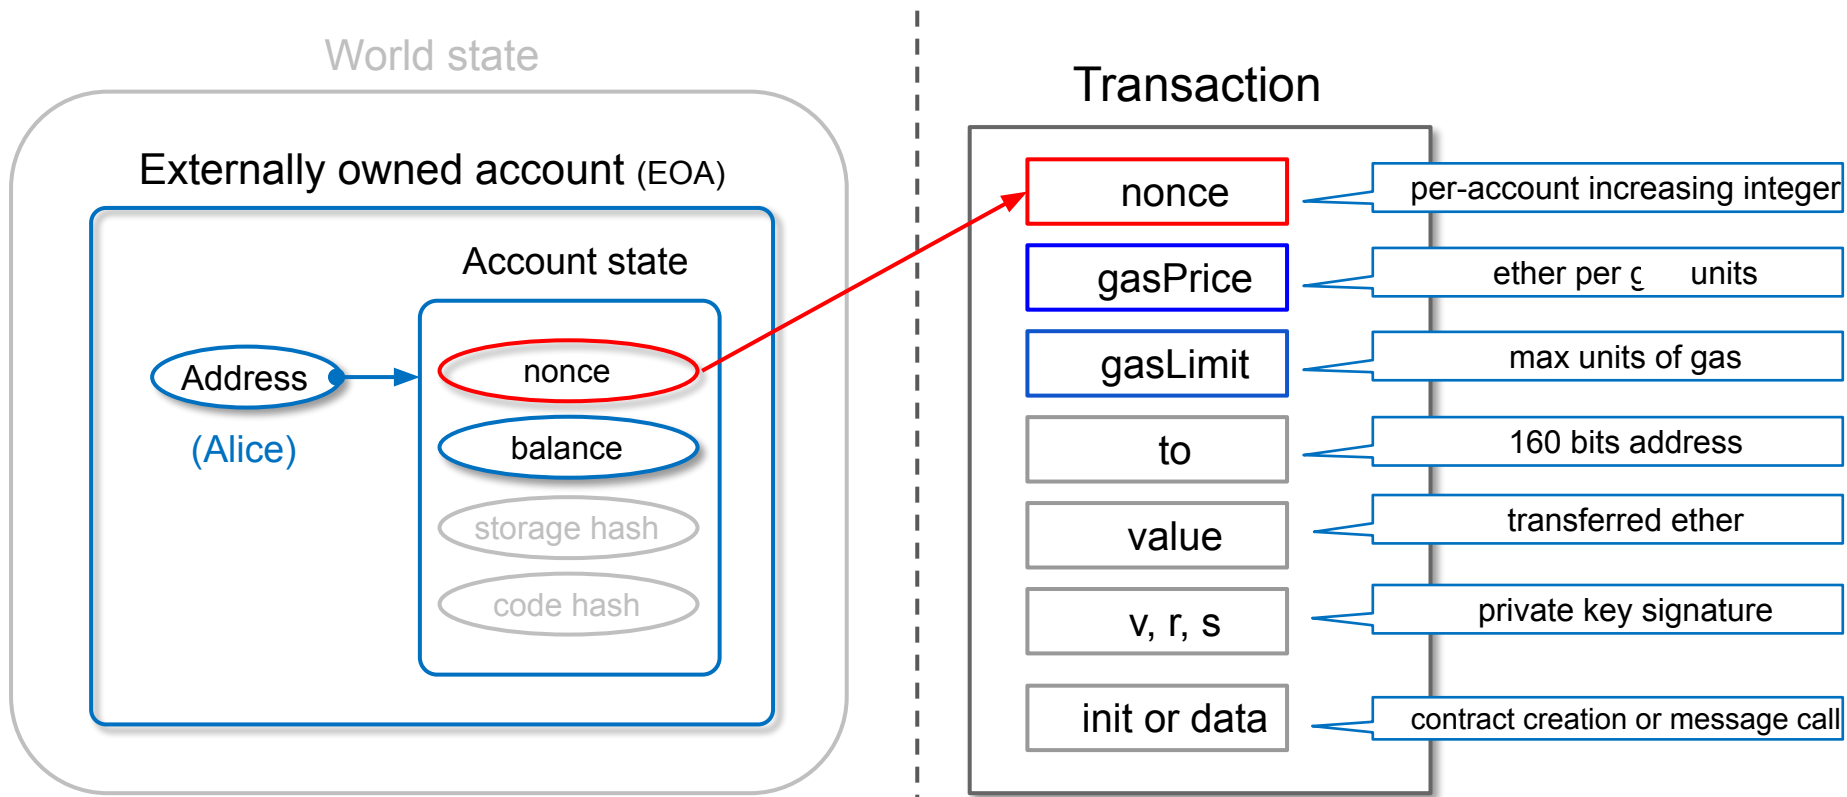 World state
Externally owned account (EOA)
Account state
Address
(Alice)
nonce
balance
storage hash
code hash
Transaction
nonce
per-account increasing integer
gasPrice
ether per units
gasLimit
max units of gas
to
160 bits address
value
transferred ether
v, r, s
private key signature
init or data
contract creation or message call